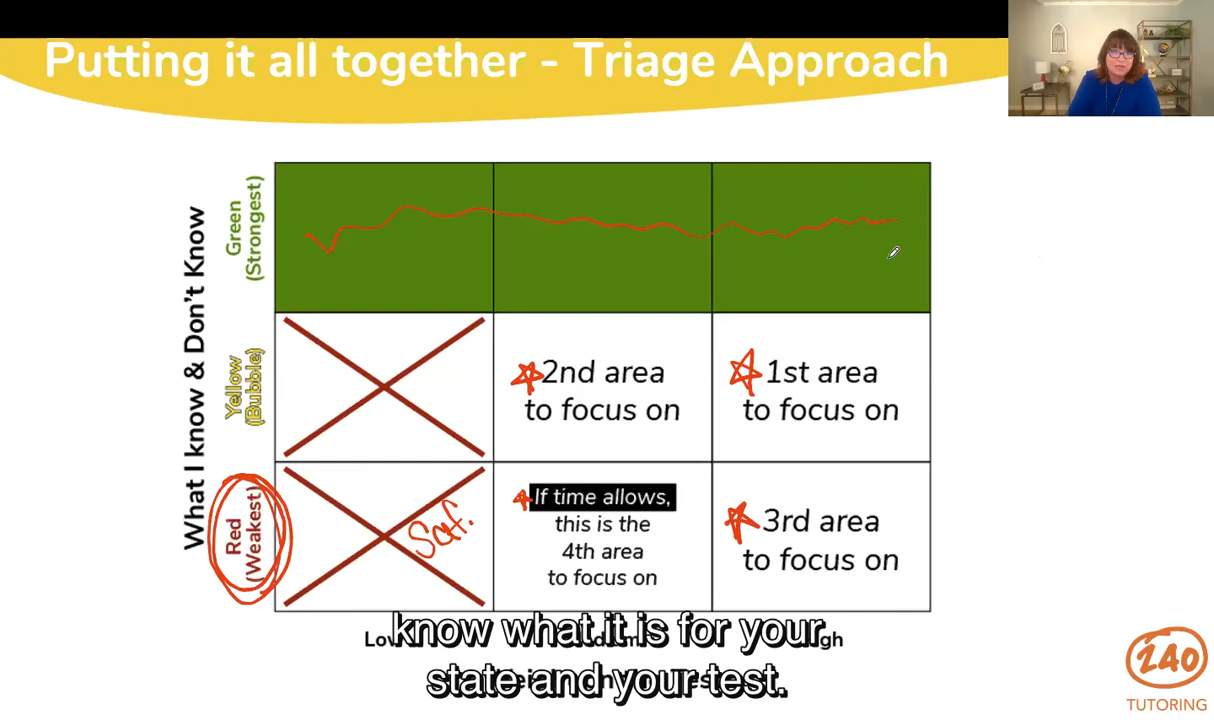 Putting it all together - Triage Approach
What I know & Don't Know
Green
(Strongest)
Yellow
(Bubble)
2nd area
to focus on
1st area
to focus on
Red
(Weakest)
If time allows,
this is the
4th area
to focus on
3rd area
to focus on
know what it is for your
state and your test.
240
TUTORING